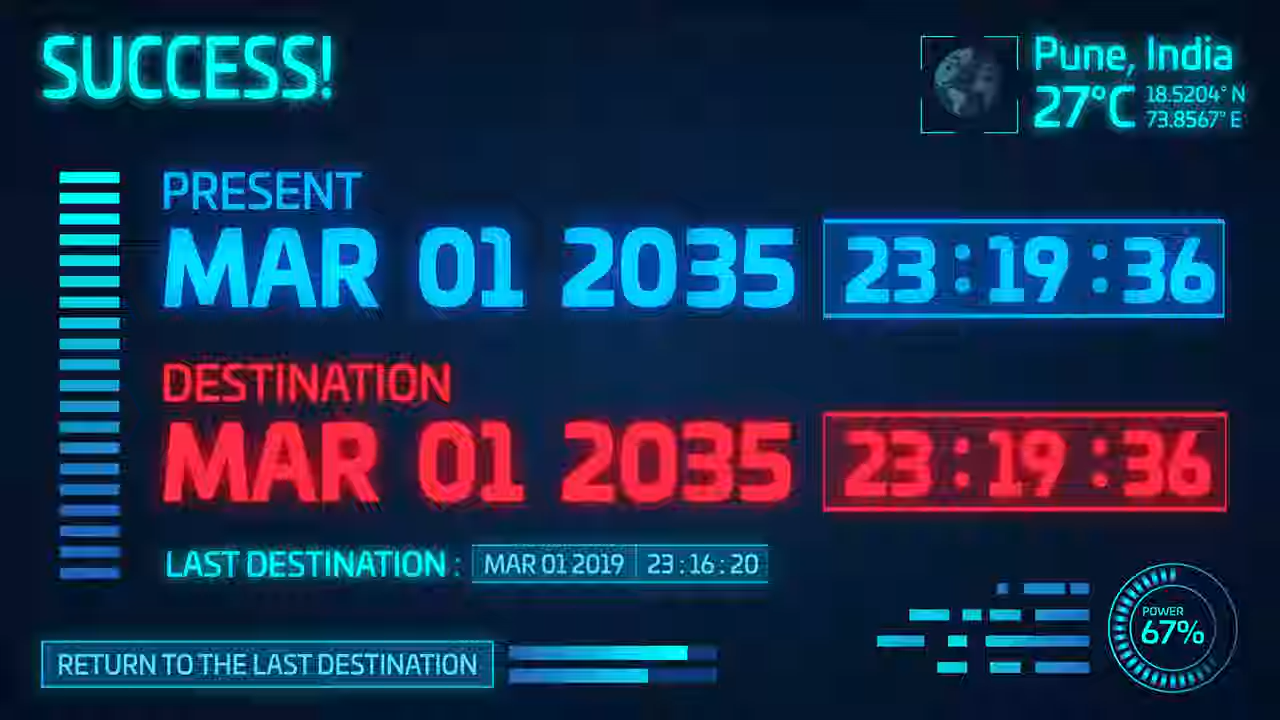 SUCCESS!
Pune, India
27°C
18.5204° N
73.8567° E
PRESENT
MAR 01 2035 23:19:36
DESTINATION
MAR 01 2035 23:19:36
LAST DESTINATION : MAR 01 2019 23:16:20
RETURN TO THE LAST DESTINATION
POWER
67%